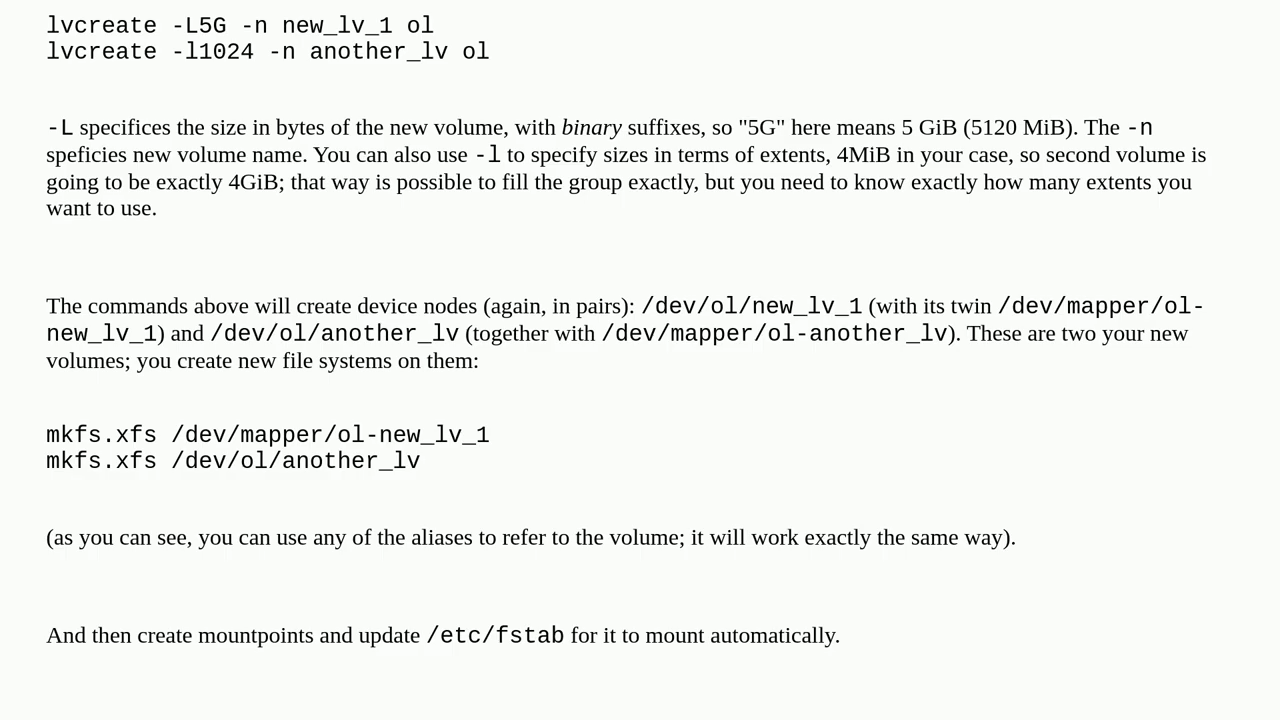 lvcreate -L5G -n new_lv_1 ol
lvcreate -l1024 -n another_lv ol
-L specifices the size in bytes of the new volume, with binary suffixes, so "5G" here means 5 GiB (5120 MiB). The -n
speficies new volume name. You can also use -l to specify sizes in terms of extents, 4MiB in your case, so second volume is
going to be exactly 4GiB; that way is possible to fill the group exactly, but you need to know exactly how many extents you
want to use.
The commands above will create device nodes (again, in pairs): /dev/ol/new_lv_1 (with its twin /dev/mapper/ol-
new_lv_1) and /dev/ol/another_lv (together with /dev/mapper/ol-another_lv). These are two your new
volumes; you create new file systems on them:
mkfs.xfs /dev/mapper/ol-new_lv_1
mkfs.xfs /dev/ol/another_lv
(as you can see, you can use any of the aliases to refer to the volume; it will work exactly the same way).
And then create mountpoints and update /etc/fstab for it to mount automatically.